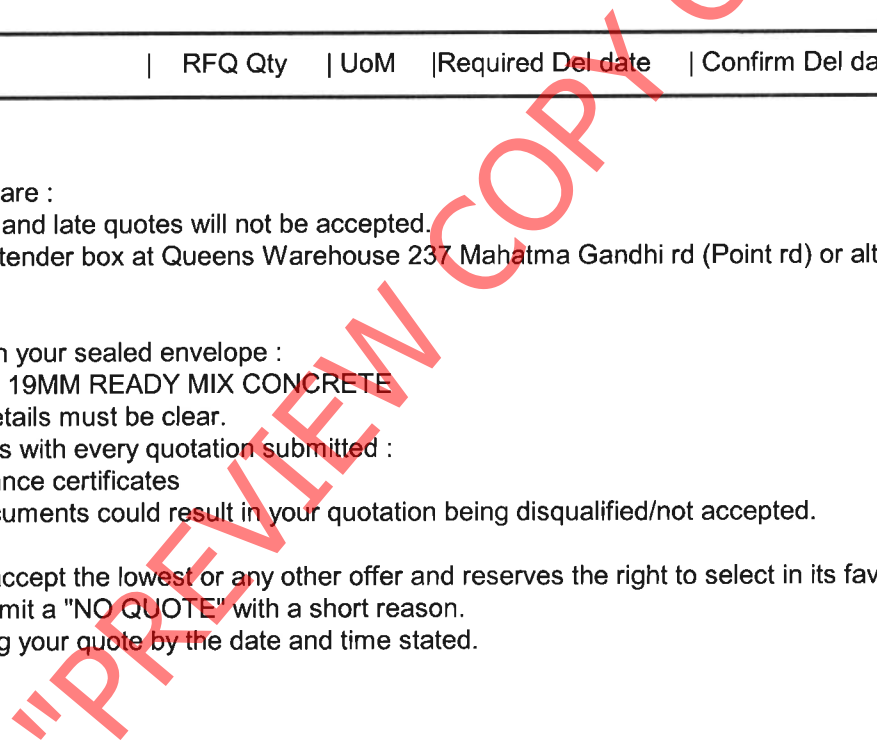 | RFQ Qty | UoM |Required Del date | Confirm Del da
are :
and late quotes will not be accepted.
tender box at Queens Warehouse 237 Mahatma Gandhi rd (Point rd) or alt
n your sealed envelope :
19MM READY MIX CONCRETE
etails must be clear.
s with every quotation submitted :
ance certificates
cuments could result in your quotation being disqualified/not accepted.
accept the lowest or any other offer and reserves the right to select in its fav
mit a "NO QUOTE" with a short reason.
g your quote by the date and time stated.
"PREVIEW COPY